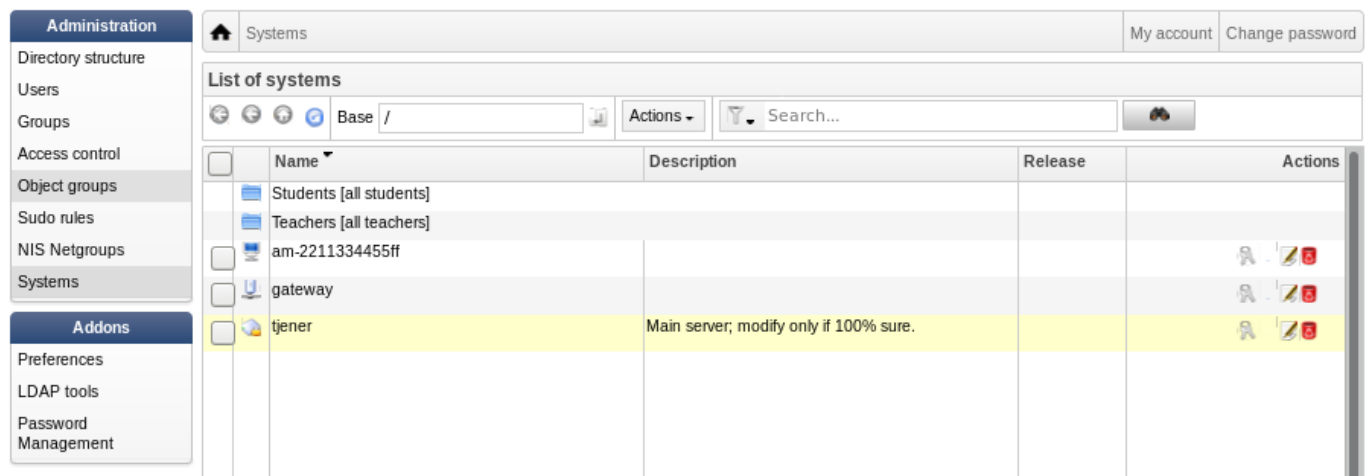 Administration
Directory structure
Users
Groups
Access control
Object groups
Sudo rules
NIS Netgroups
Systems
Addons
Preferences
LDAP tools
Password
Management
Systems
My account
Change password
List of systems
Base / Actions Search...
Name Description Release Actions
Students [all students]
Teachers [all teachers]
am-2211334455ff
gateway
tjener Main server; modify only if 100% sure.